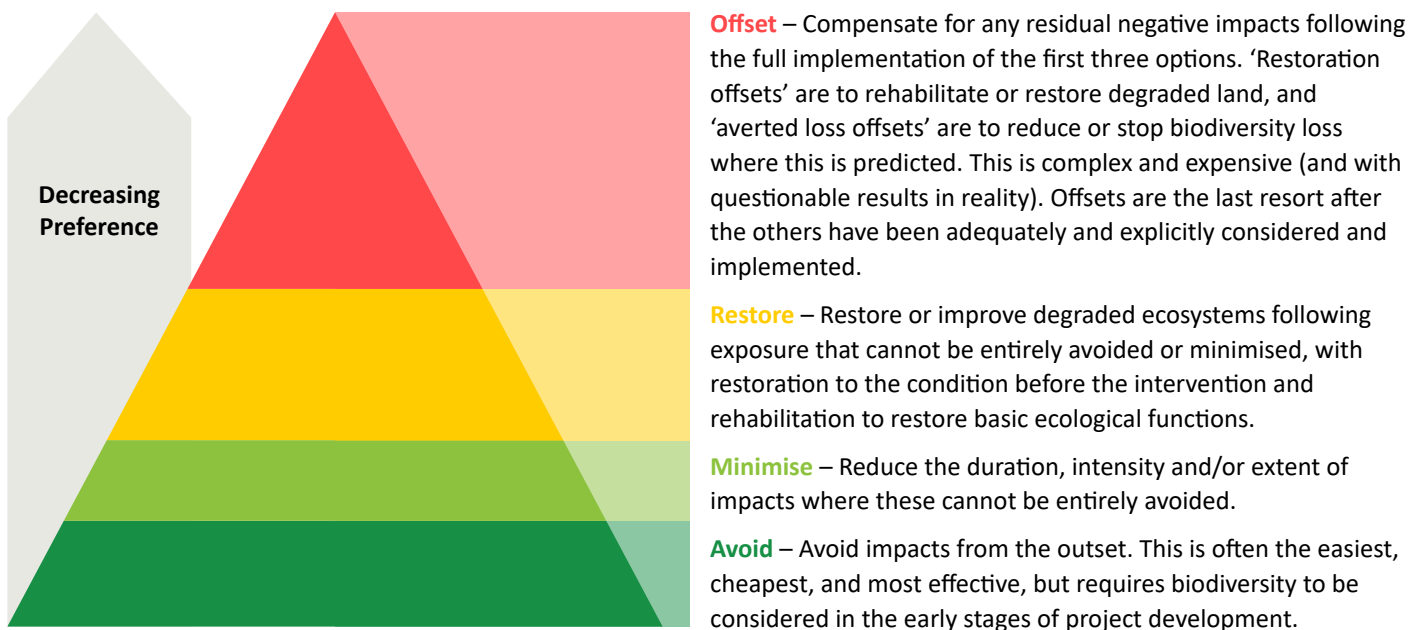 Decreasing
Preference
Offset – Compensate for any residual negative impacts following
the full implementation of the first three options. ‘Restoration
offsets’ are to rehabilitate or restore degraded land, and
‘averted loss offsets’ are to reduce or stop biodiversity loss
where this is predicted. This is complex and expensive (and with
questionable results in reality). Offsets are the last resort after
the others have been adequately and explicitly considered and
implemented.
Restore – Restore or improve degraded ecosystems following
exposure that cannot be entirely avoided or minimised, with
restoration to the condition before the intervention and
rehabilitation to restore basic ecological functions.
Minimise – Reduce the duration, intensity and/or extent of
impacts where these cannot be entirely avoided.
Avoid – Avoid impacts from the outset. This is often the easiest,
cheapest, and most effective, but requires biodiversity to be
considered in the early stages of project development.